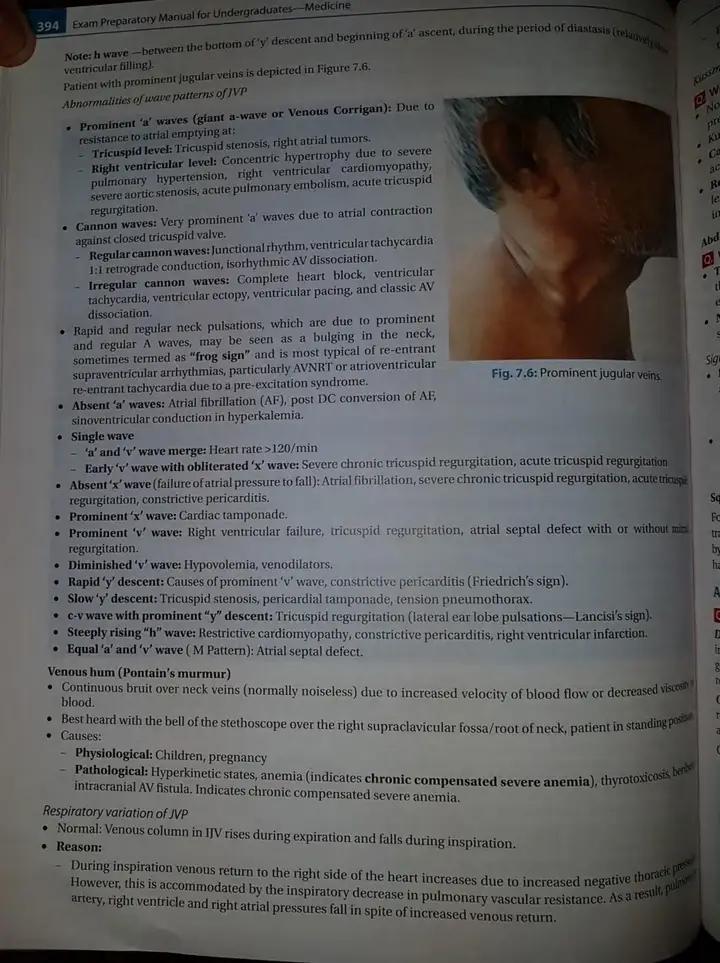 394 Exam Preparatory Manual for Undergraduates—Medicine
Note: h wave —between the bottom of 'y' descent and beginning of 'a' ascent, during the period of diastasis (relatively slow
ventricular filling).
Patient with prominent jugular veins is depicted in Figure 7.6.
Abnormalities of wave patterns of JVP
• Prominent 'a' waves (giant a-wave or Venous Corrigan): Due to
resistance to atrial emptying at:
– Tricuspid level: Tricuspid stenosis, right atrial tumors.
– Right ventricular level: Concentric hypertrophy due to severe
pulmonary hypertension, right ventricular cardiomyopathy,
severe aortic stenosis, acute pulmonary embolism, acute tricuspid
regurgitation.
• Cannon waves: Very prominent 'a' waves due to atrial contraction
against closed tricuspid valve.
– Regular cannon waves: Junctional rhythm, ventricular tachycardia
1:1 retrograde conduction, isorhythmic AV dissociation.
– Irregular cannon waves: Complete heart block, ventricular
tachycardia, ventricular ectopy, ventricular pacing, and classic AV
dissociation.
• Rapid and regular neck pulsations, which are due to prominent
and regular A waves, may be seen as a bulging in the neck,
sometimes termed as "frog sign" and is most typical of re-entrant
supraventricular arrhythmias, particularly AVNRT or atrioventricular
re-entrant tachycardia due to a pre-excitation syndrome.
• Absent 'a' waves: Atrial fibrillation (AF), post DC conversion of AF,
sinoventricular conduction in hyperkalemia.
Fig. 7.6: Prominent jugular veins.
• Single wave
– 'a' and 'v' wave merge: Heart rate >120/min
– Early 'v' wave with obliterated 'x' wave: Severe chronic tricuspid regurgitation, acute tricuspid regurgitation
• Absent 'x' wave (failure of atrial pressure to fall): Atrial fibrillation, severe chronic tricuspid regurgitation, acute tricuspid
regurgitation, constrictive pericarditis.
• Prominent 'x' wave: Cardiac tamponade.
• Prominent 'v' wave: Right ventricular failure, tricuspid regurgitation, atrial septal defect with or without mitral
regurgitation.
• Diminished 'v' wave: Hypovolemia, venodilators.
• Rapid 'y' descent: Causes of prominent 'v' wave, constrictive pericarditis (Friedrich's sign).
• Slow 'y' descent: Tricuspid stenosis, pericardial tamponade, tension pneumothorax.
• c-v wave with prominent "y" descent: Tricuspid regurgitation (lateral ear lobe pulsations—Lancisi's sign).
• Steeply rising "h" wave: Restrictive cardiomyopathy, constrictive pericarditis, right ventricular infarction.
• Equal 'a' and 'v' wave ( M Pattern): Atrial septal defect.
Venous hum (Pontain's murmur)
• Continuous bruit over neck veins (normally noiseless) due to increased velocity of blood flow or decreased viscosity
blood.
• Best heard with the bell of the stethoscope over the right supraclavicular fossa/root of neck, patient in standing position
• Causes:
– Physiological: Children, pregnancy
– Pathological: Hyperkinetic states, anemia (indicates chronic compensated severe anemia), thyrotoxicosis, beriberi
intracranial AV fistula. Indicates chronic compensated severe anemia.
Respiratory variation of JVP
• Normal: Venous column in IJV rises during expiration and falls during inspiration.
• Reason:
– During inspiration venous return to the right side of the heart increases due to increased negative thoracic pressure
However, this is accommodated by the inspiratory decrease in pulmonary vascular resistance. As a result, pulmonary
artery, right ventricle and right atrial pressures fall in spite of increased venous return.